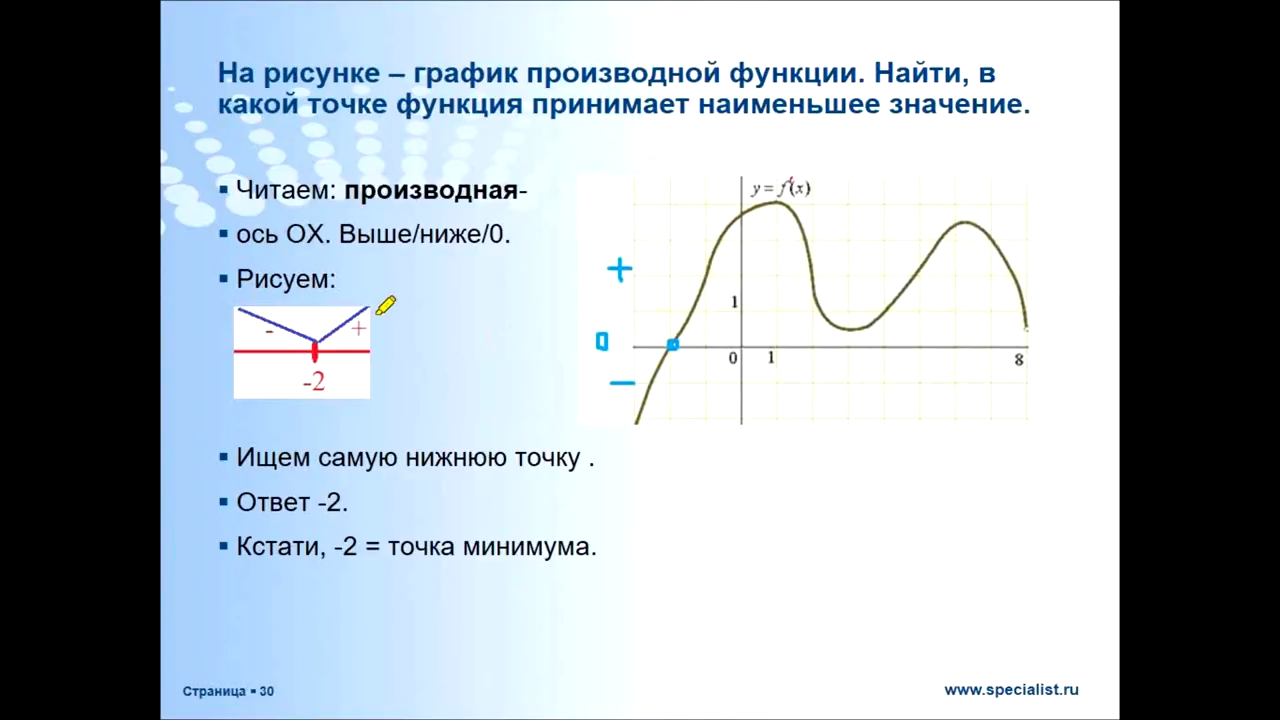 На рисунке – график производной функции. Найти, в
какой точке функция принимает наименьшее значение.
Читаем: производная-
ось OX. Выше/ниже/0.
Рисуем:
- +
-2
y = f'(x)
+
1
0
0 1 8
–
Ищем самую нижнюю точку .
Ответ -2.
Кстати, -2 = точка минимума.
Страница ▪ 30
www.specialist.ru